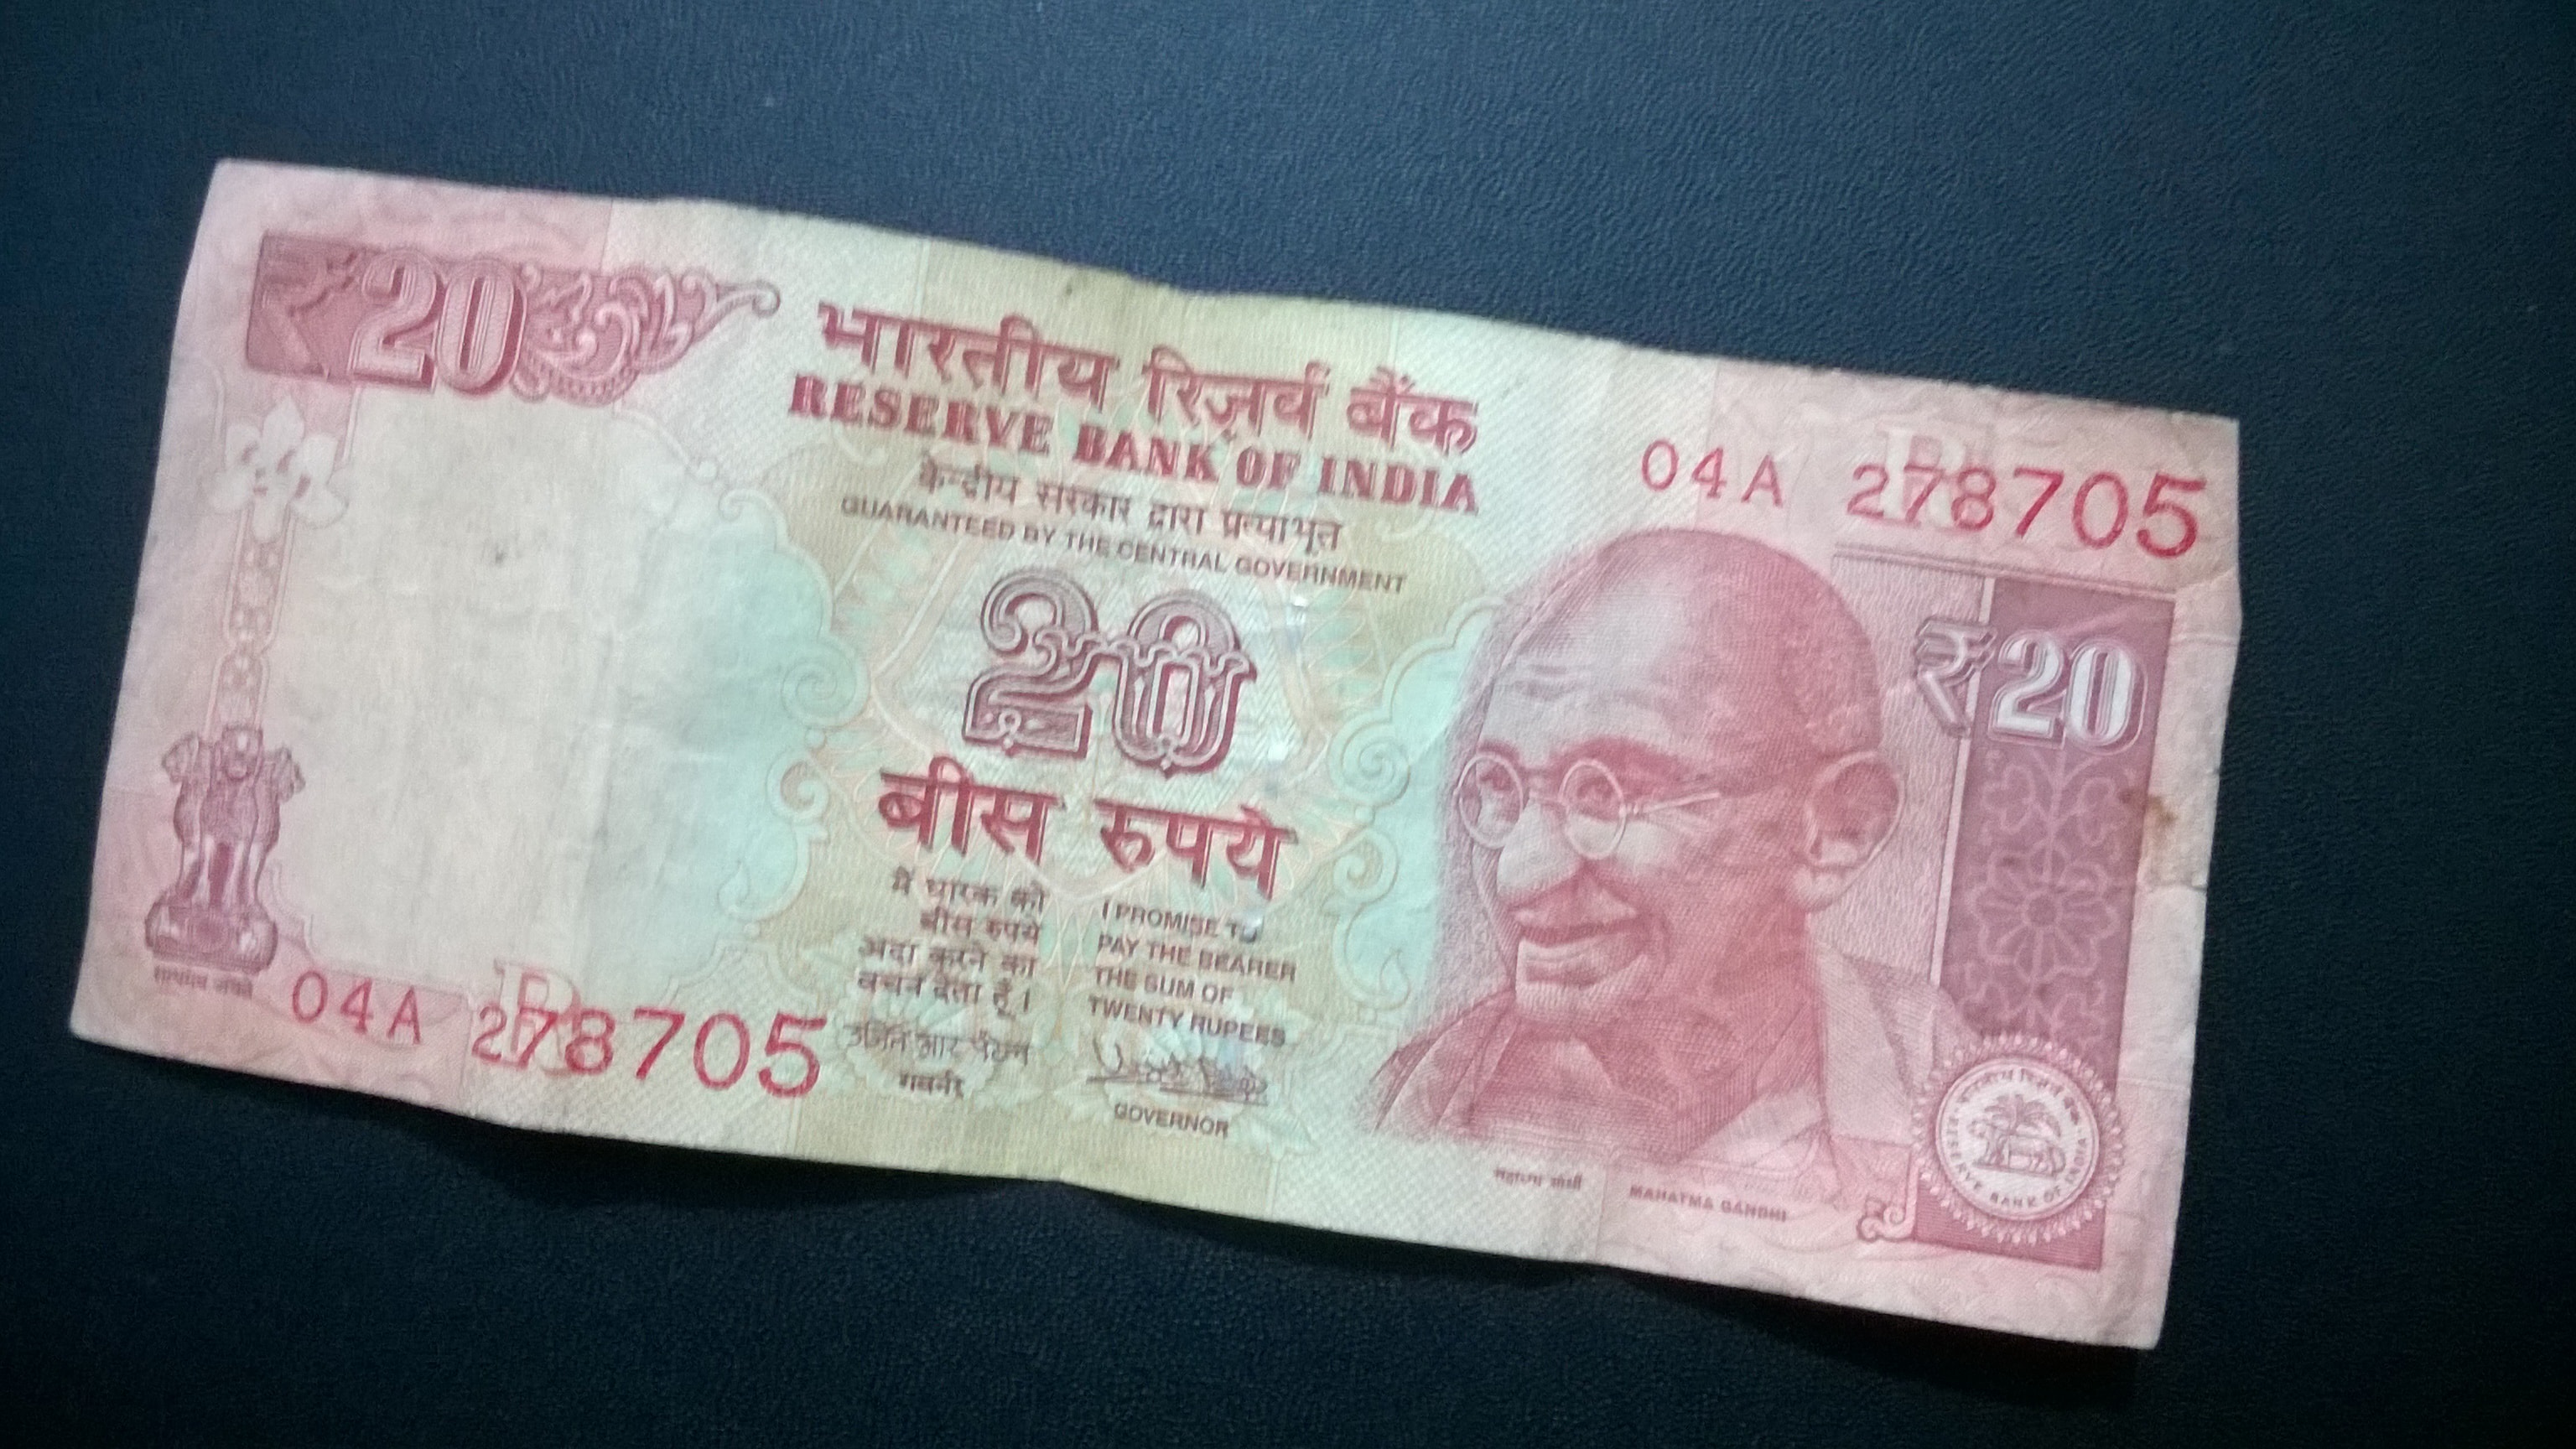 ₹20
भारतीय रिज़र्व बैंक
RESERVE BANK OF INDIA
केन्द्रीय सरकार द्वारा प्रत्याभूत
GUARANTEED BY THE CENTRAL GOVERNMENT
04A 278705
R
20
₹20
बीस रुपये
मैं धारक को
बीस रुपये
अदा करने का
वचन देता हूँ।
I PROMISE TO
PAY THE BEARER
THE SUM OF
TWENTY RUPEES
उर्जित आर पटेल
गवर्नर
GOVERNOR
सत्यमेव जयते
04A 278705
R
महात्मा गांधी
MAHATMA GANDHI
भारतीय रिज़र्व बैंक
RESERVE BANK OF INDIA